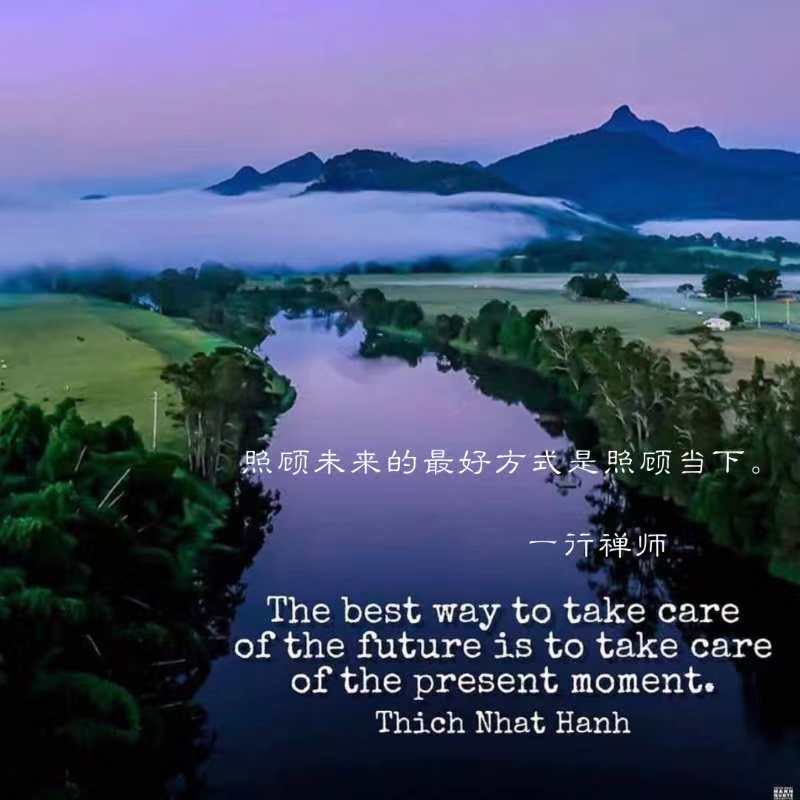 照顾未来的最好方式是照顾当下。
一行禅师
The best way to take care
of the future is to take care
of the present moment.
Thich Nhat Hanh